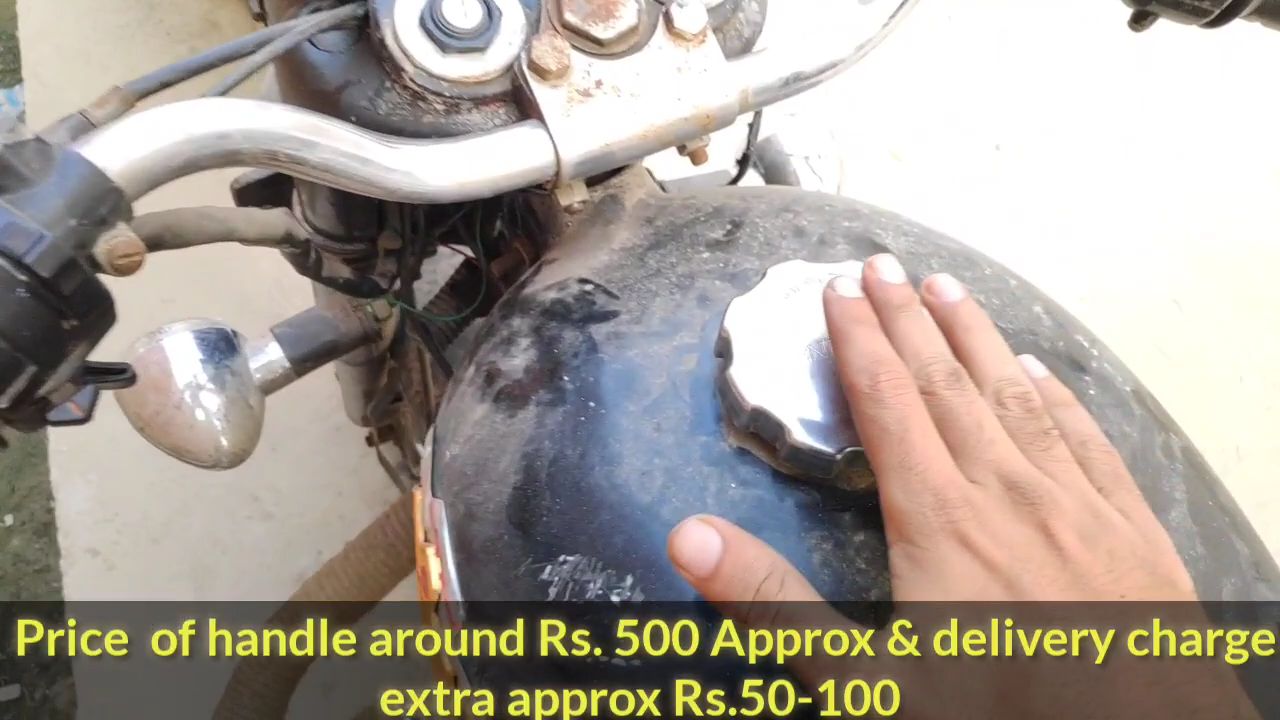 Price of handle around Rs. 500 Approx & delivery charge
extra approx Rs.50-100